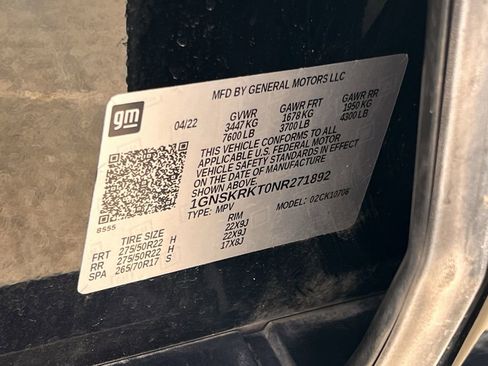 MFD BY GENERAL MOTORS LLC
gm
04/22 GVWR GAWR FRT GAWR RR
3447 KG 1678 KG 1950 KG
7600 LB 3700 LB 4300 LB
THIS VEHICLE CONFORMS TO ALL
APPLICABLE U.S. FEDERAL MOTOR
VEHICLE SAFETY STANDARDS IN EFFECT
ON THE DATE OF MANUFACTURE
SHOWN ABOVE.
1GNSKRKT0NR271892
TYPE: MPV MODEL: 02CK10706
8555
TIRE SIZE RIM
FRT 275/50R22 H 22X9J
RR 275/50R22 H 22X9J
SPA 265/70R17 S 17X8J